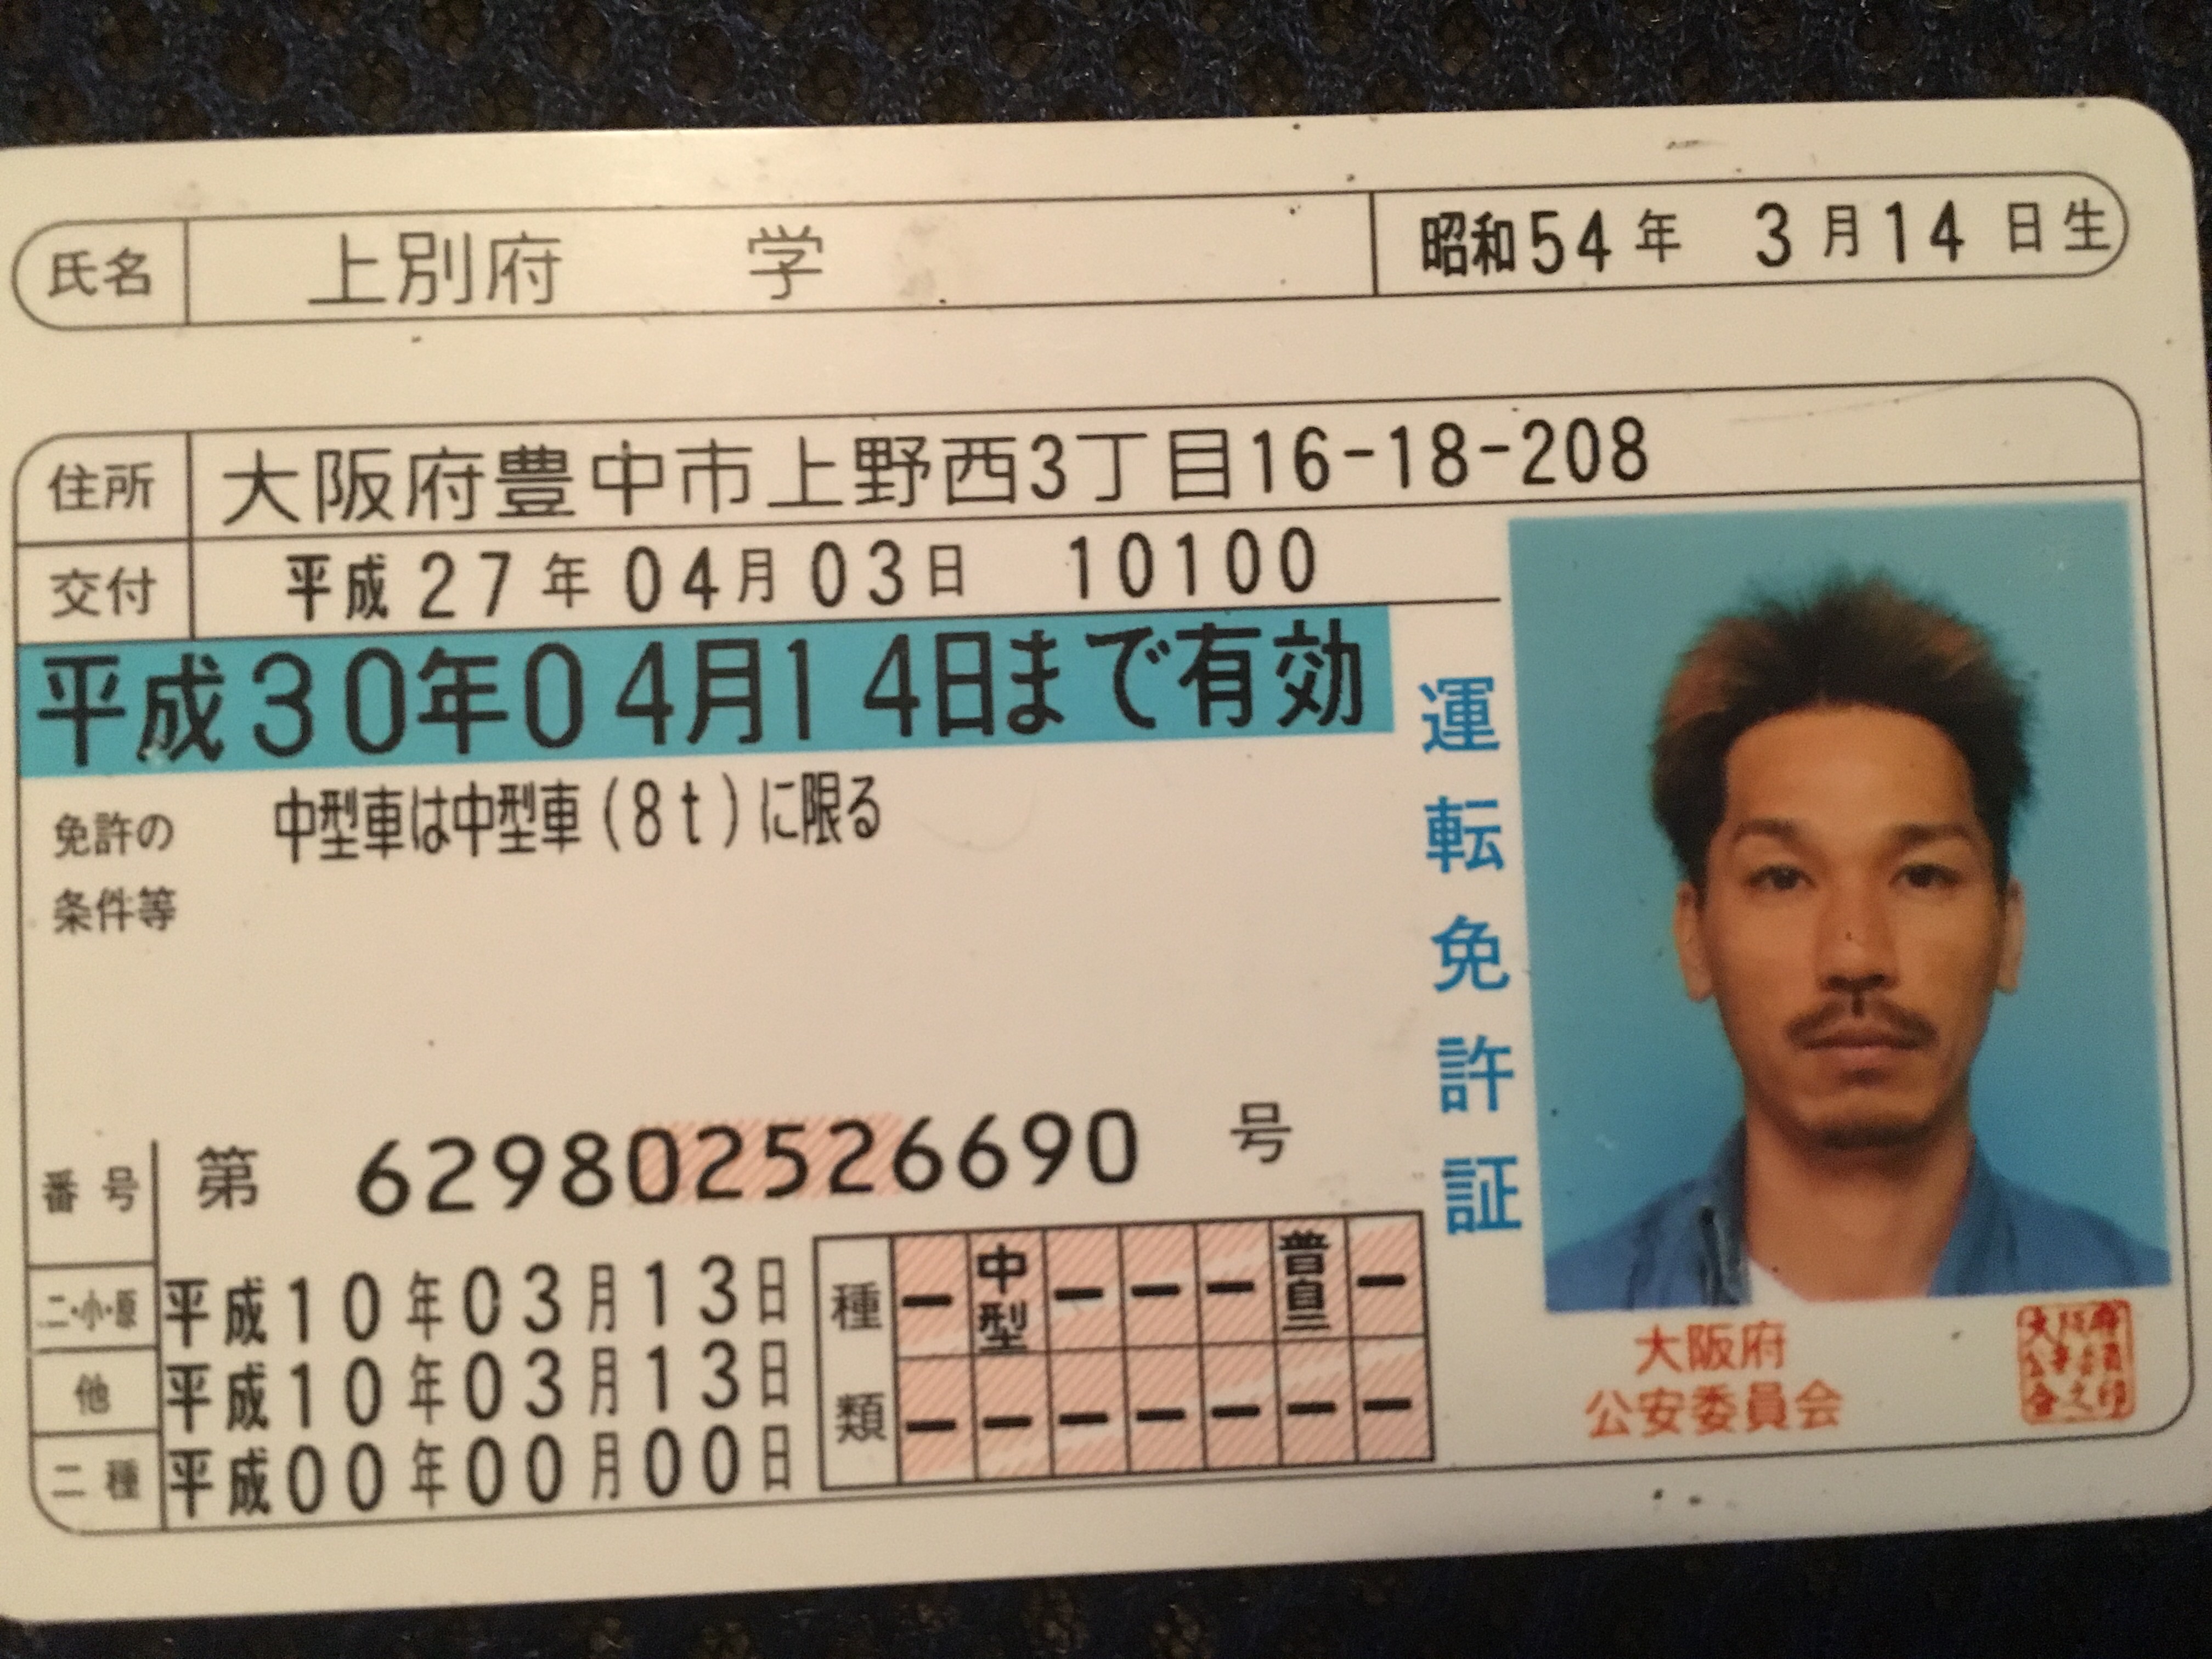 氏名 上別府 学 昭和54年 3月14日生
住所 大阪府豊中市上野西3丁目16-18-208
交付 平成27年04月03日 10100
平成30年04月14日まで有効
免許の
条件等
中型車は中型車(8t)に限る
番号 第 629802526690 号
二・小・原 平成10年03月13日
他 平成10年03月13日
二種 平成00年00月00日
種類
中型
普
運転免許証
大阪府
公安委員会